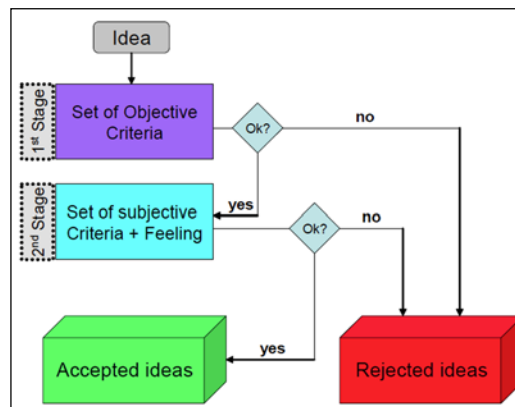 Idea
1st Stage
Set of Objective
Criteria
Ok?
no
yes
2nd Stage
Set of subjective
Criteria + Feeling
Ok?
no
yes
Accepted ideas
Rejected ideas